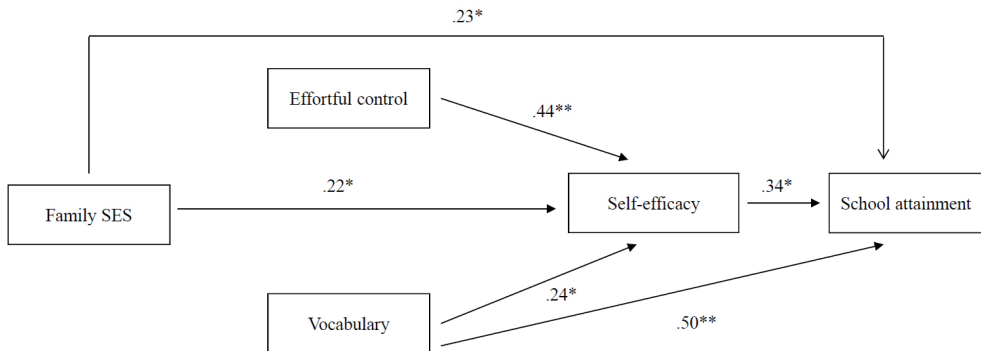 .23*
Effortful control
.44**
.22*
.34*
Family SES
Self-efficacy
School attainment
.24*
Vocabulary
.50**